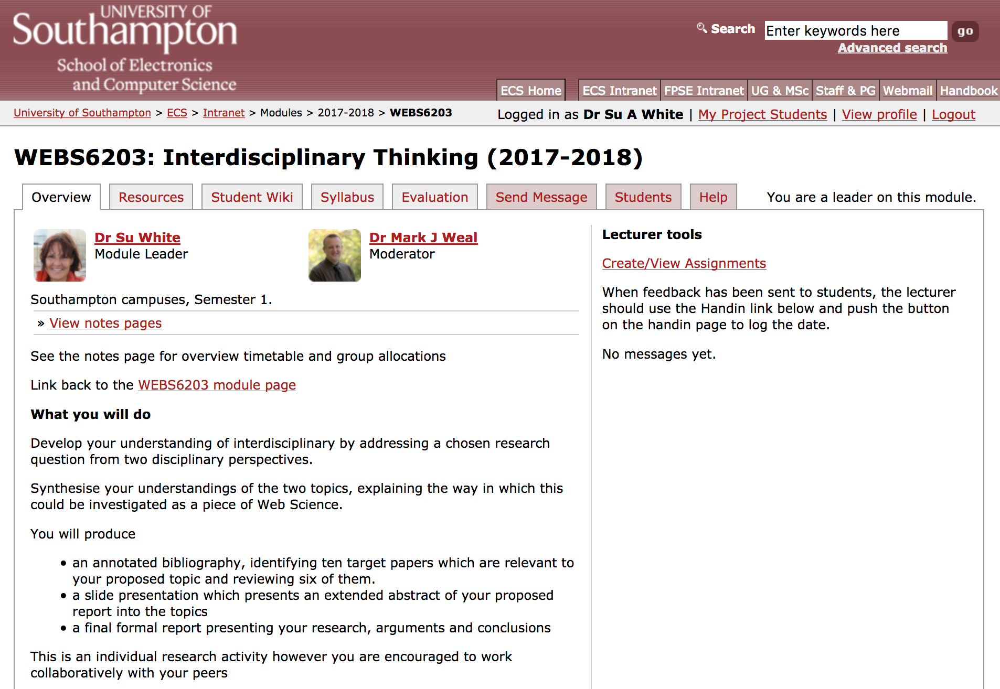 UNIVERSITY OF
Southampton
School of Electronics
and Computer Science
Search Enter keywords here go
Advanced search
ECS Home ECS Intranet FPSE Intranet UG & MSc Staff & PG Webmail Handbook
University of Southampton > ECS > Intranet > Modules > 2017-2018 > WEBS6203
Logged in as Dr Su A White | My Project Students | View profile | Logout
WEBS6203: Interdisciplinary Thinking (2017-2018)
Overview Resources Student Wiki Syllabus Evaluation Send Message Students Help You are a leader on this module.
Dr Su White
Module Leader
Dr Mark J Weal
Moderator
Southampton campuses, Semester 1.
» View notes pages
See the notes page for overview timetable and group allocations
Link back to the WEBS6203 module page
What you will do
Develop your understanding of interdisciplinary by addressing a chosen research
question from two disciplinary perspectives.
Synthesise your understandings of the two topics, explaining the way in which this
could be investigated as a piece of Web Science.
You will produce
• an annotated bibliography, identifying ten target papers which are relevant to
your proposed topic and reviewing six of them.
• a slide presentation which presents an extended abstract of your proposed
report into the topics
• a final formal report presenting your research, arguments and conclusions
This is an individual research activity however you are encouraged to work
collaboratively with your peers
Lecturer tools
Create/View Assignments
When feedback has been sent to students, the lecturer
should use the Handin link below and push the button
on the handin page to log the date.
No messages yet.